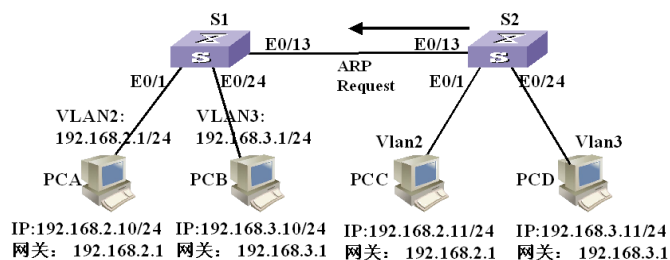 S1
S2
E0/13
E0/13
ARP
Request
E0/1
E0/24
E0/1
E0/24
VLAN2:
192.168.2.1/24
VLAN3:
192.168.3.1/24
Vlan2
Vlan3
PCA
PCB
PCC
PCD
IP:192.168.2.10/24
网关: 192.168.2.1
IP:192.168.3.10/24
网关: 192.168.3.1
IP:192.168.2.11/24
网关: 192.168.2.1
IP:192.168.3.11/24
网关: 192.168.3.1
S
S